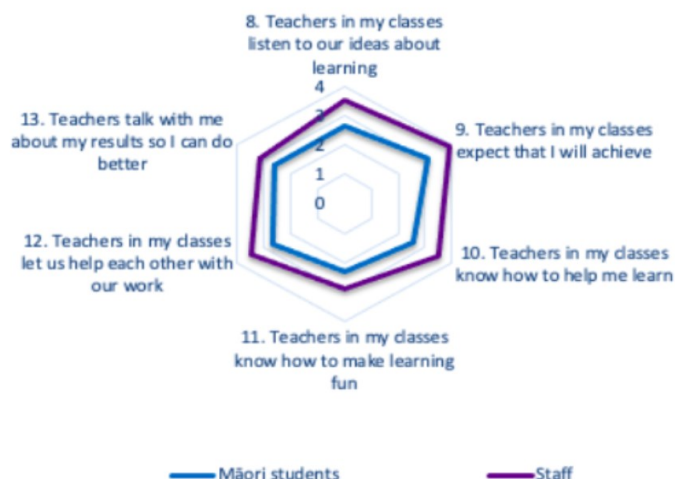 8. Teachers in my classes
listen to our ideas about
learning
4
3
2
1
0
9. Teachers in my classes
expect that I will achieve
10. Teachers in my classes
know how to help me learn
11. Teachers in my classes
know how to make learning
fun
12. Teachers in my classes
let us help each other with
our work
13. Teachers talk with me
about my results so I can do
better
Māori students
Staff